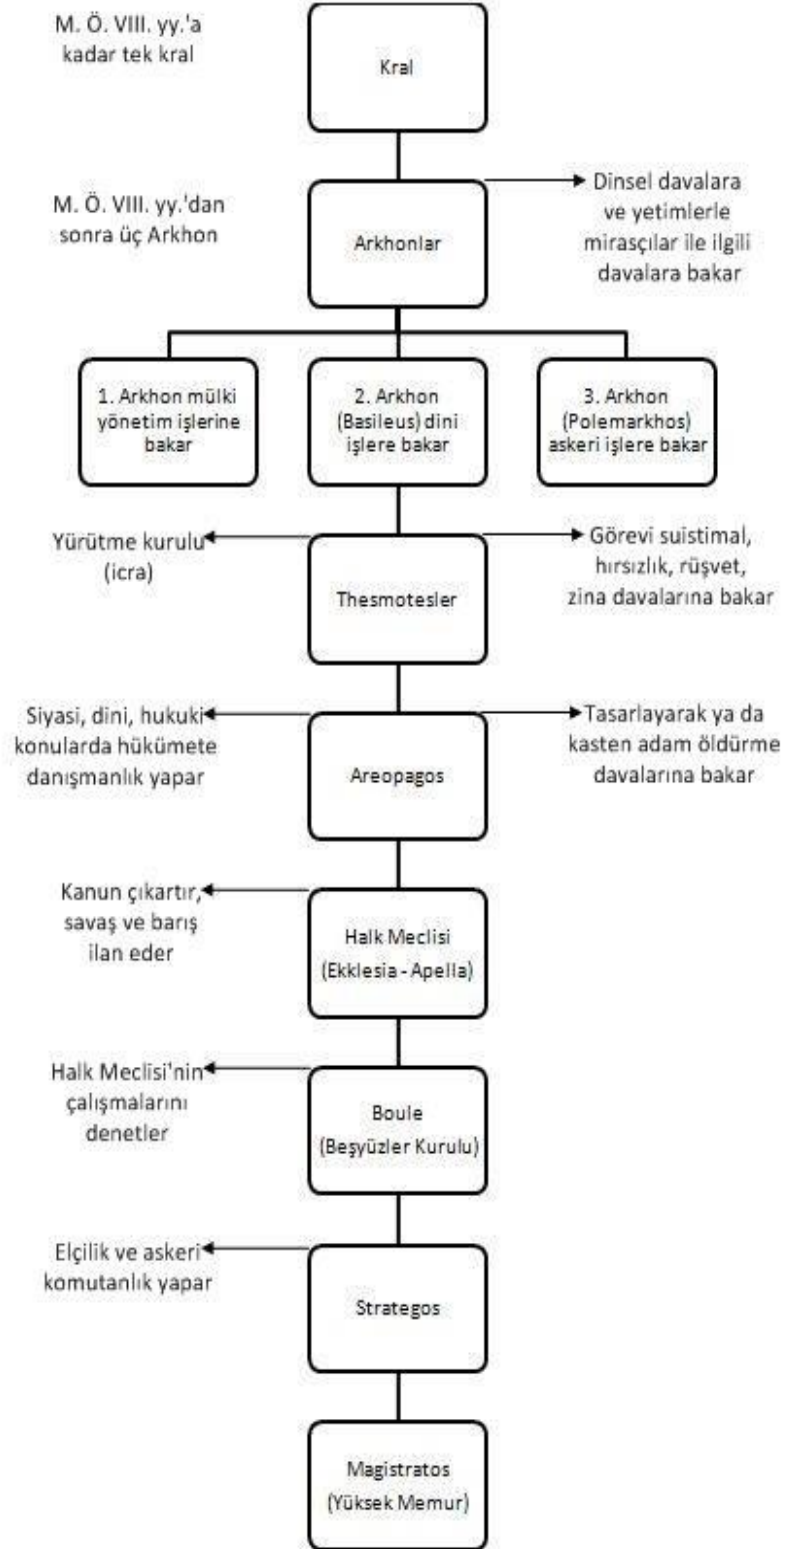 M. Ö. VIII. yy.'a
kadar tek kral
Kral
M. Ö. VIII. yy.'dan
sonra üç Arkhon
Arkhonlar
Dinsel davalara
ve yetimlerle
mirasçılar ile ilgili
davalara bakar
1. Arkhon mülki
yönetim işlerine
bakar
2. Arkhon
(Basileus) dini
işlere bakar
3. Arkhon
(Polemarkhos)
askeri işlere bakar
Yürütme kurulu
(icra)
Thesmotesler
Görevi suistimal,
hırsızlık, rüşvet,
zina davalarına bakar
Siyasi, dini, hukuki
konularda hükümete
danışmanlık yapar
Areopagos
Tasarlayarak ya da
kasten adam öldürme
davalarına bakar
Kanun çıkartır,
savaş ve barış
ilan eder
Halk Meclisi
(Ekklesia - Apella)
Halk Meclisi'nin
çalışmalarını
denetler
Boule
(Beşyüzler Kurulu)
Elçilik ve askeri
komutanlık yapar
Strategos
Magistratos
(Yüksek Memur)